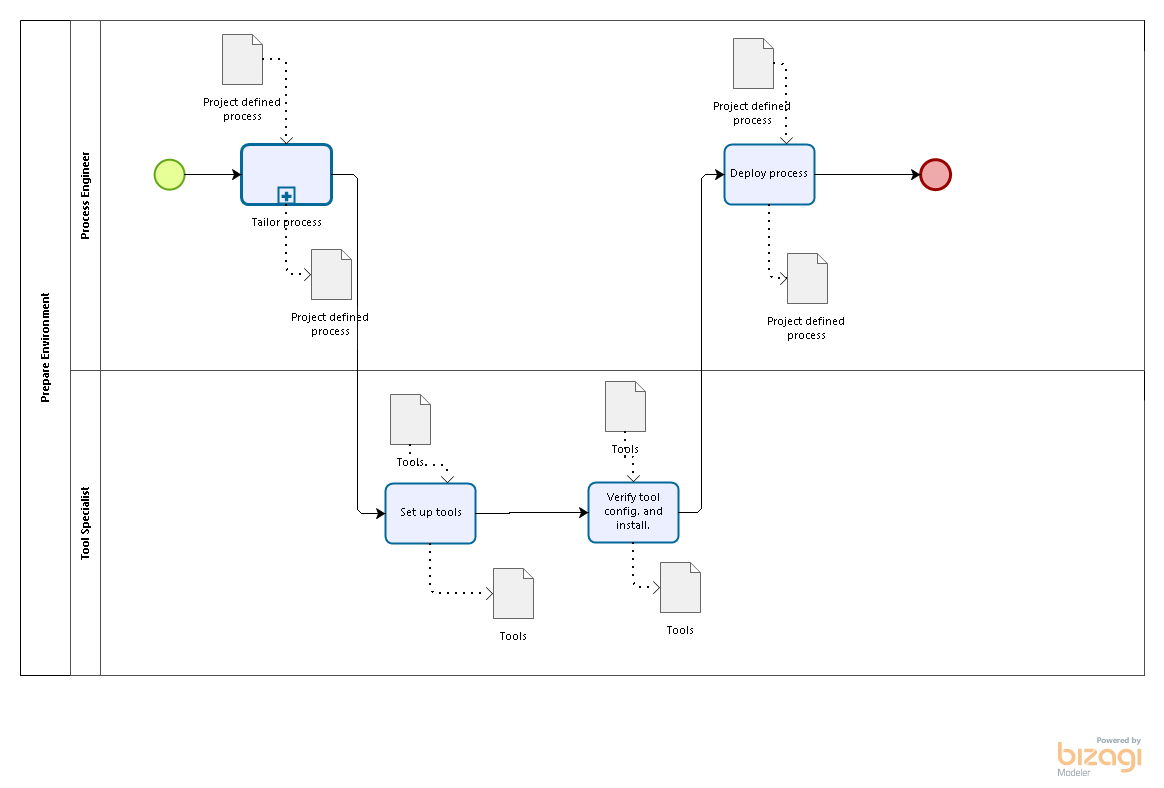 Prepare Environment
Process Engineer
Project defined
process
Tailor process
Project defined
process
Project defined
process
Deploy process
Project defined
process
Tool Specialist
Tools
Set up tools
Tools
Tools
Verify tool
config. and
install.
Tools
Powered by
bizagi
Modeler